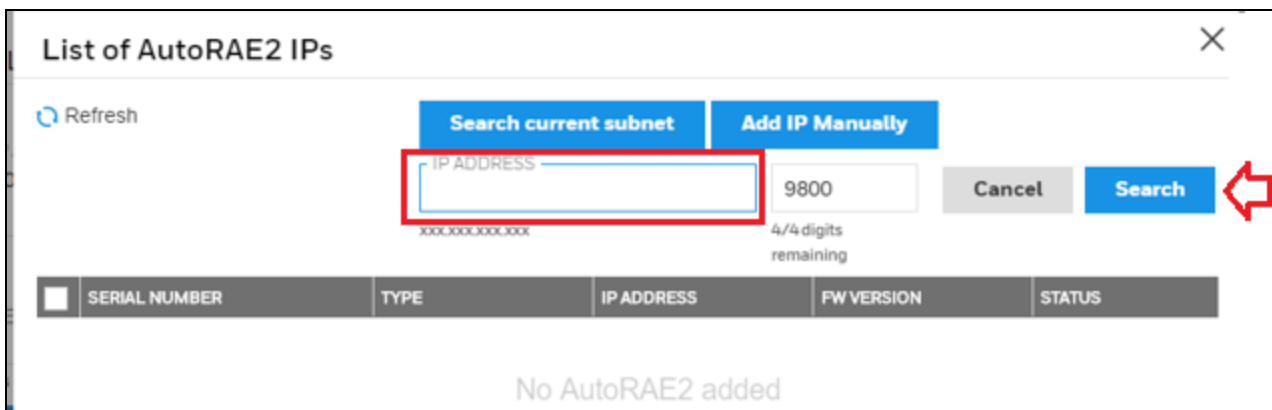 List of AutoRAE2 IPs
Refresh
Search current subnet
Add IP Manually
IP ADDRESS
9800
Cancel
Search
xxx.xxx.xxx.xxx
4/4 digits
remaining
SERIAL NUMBER TYPE IP ADDRESS FW VERSION STATUS
No AutoRAE2 added